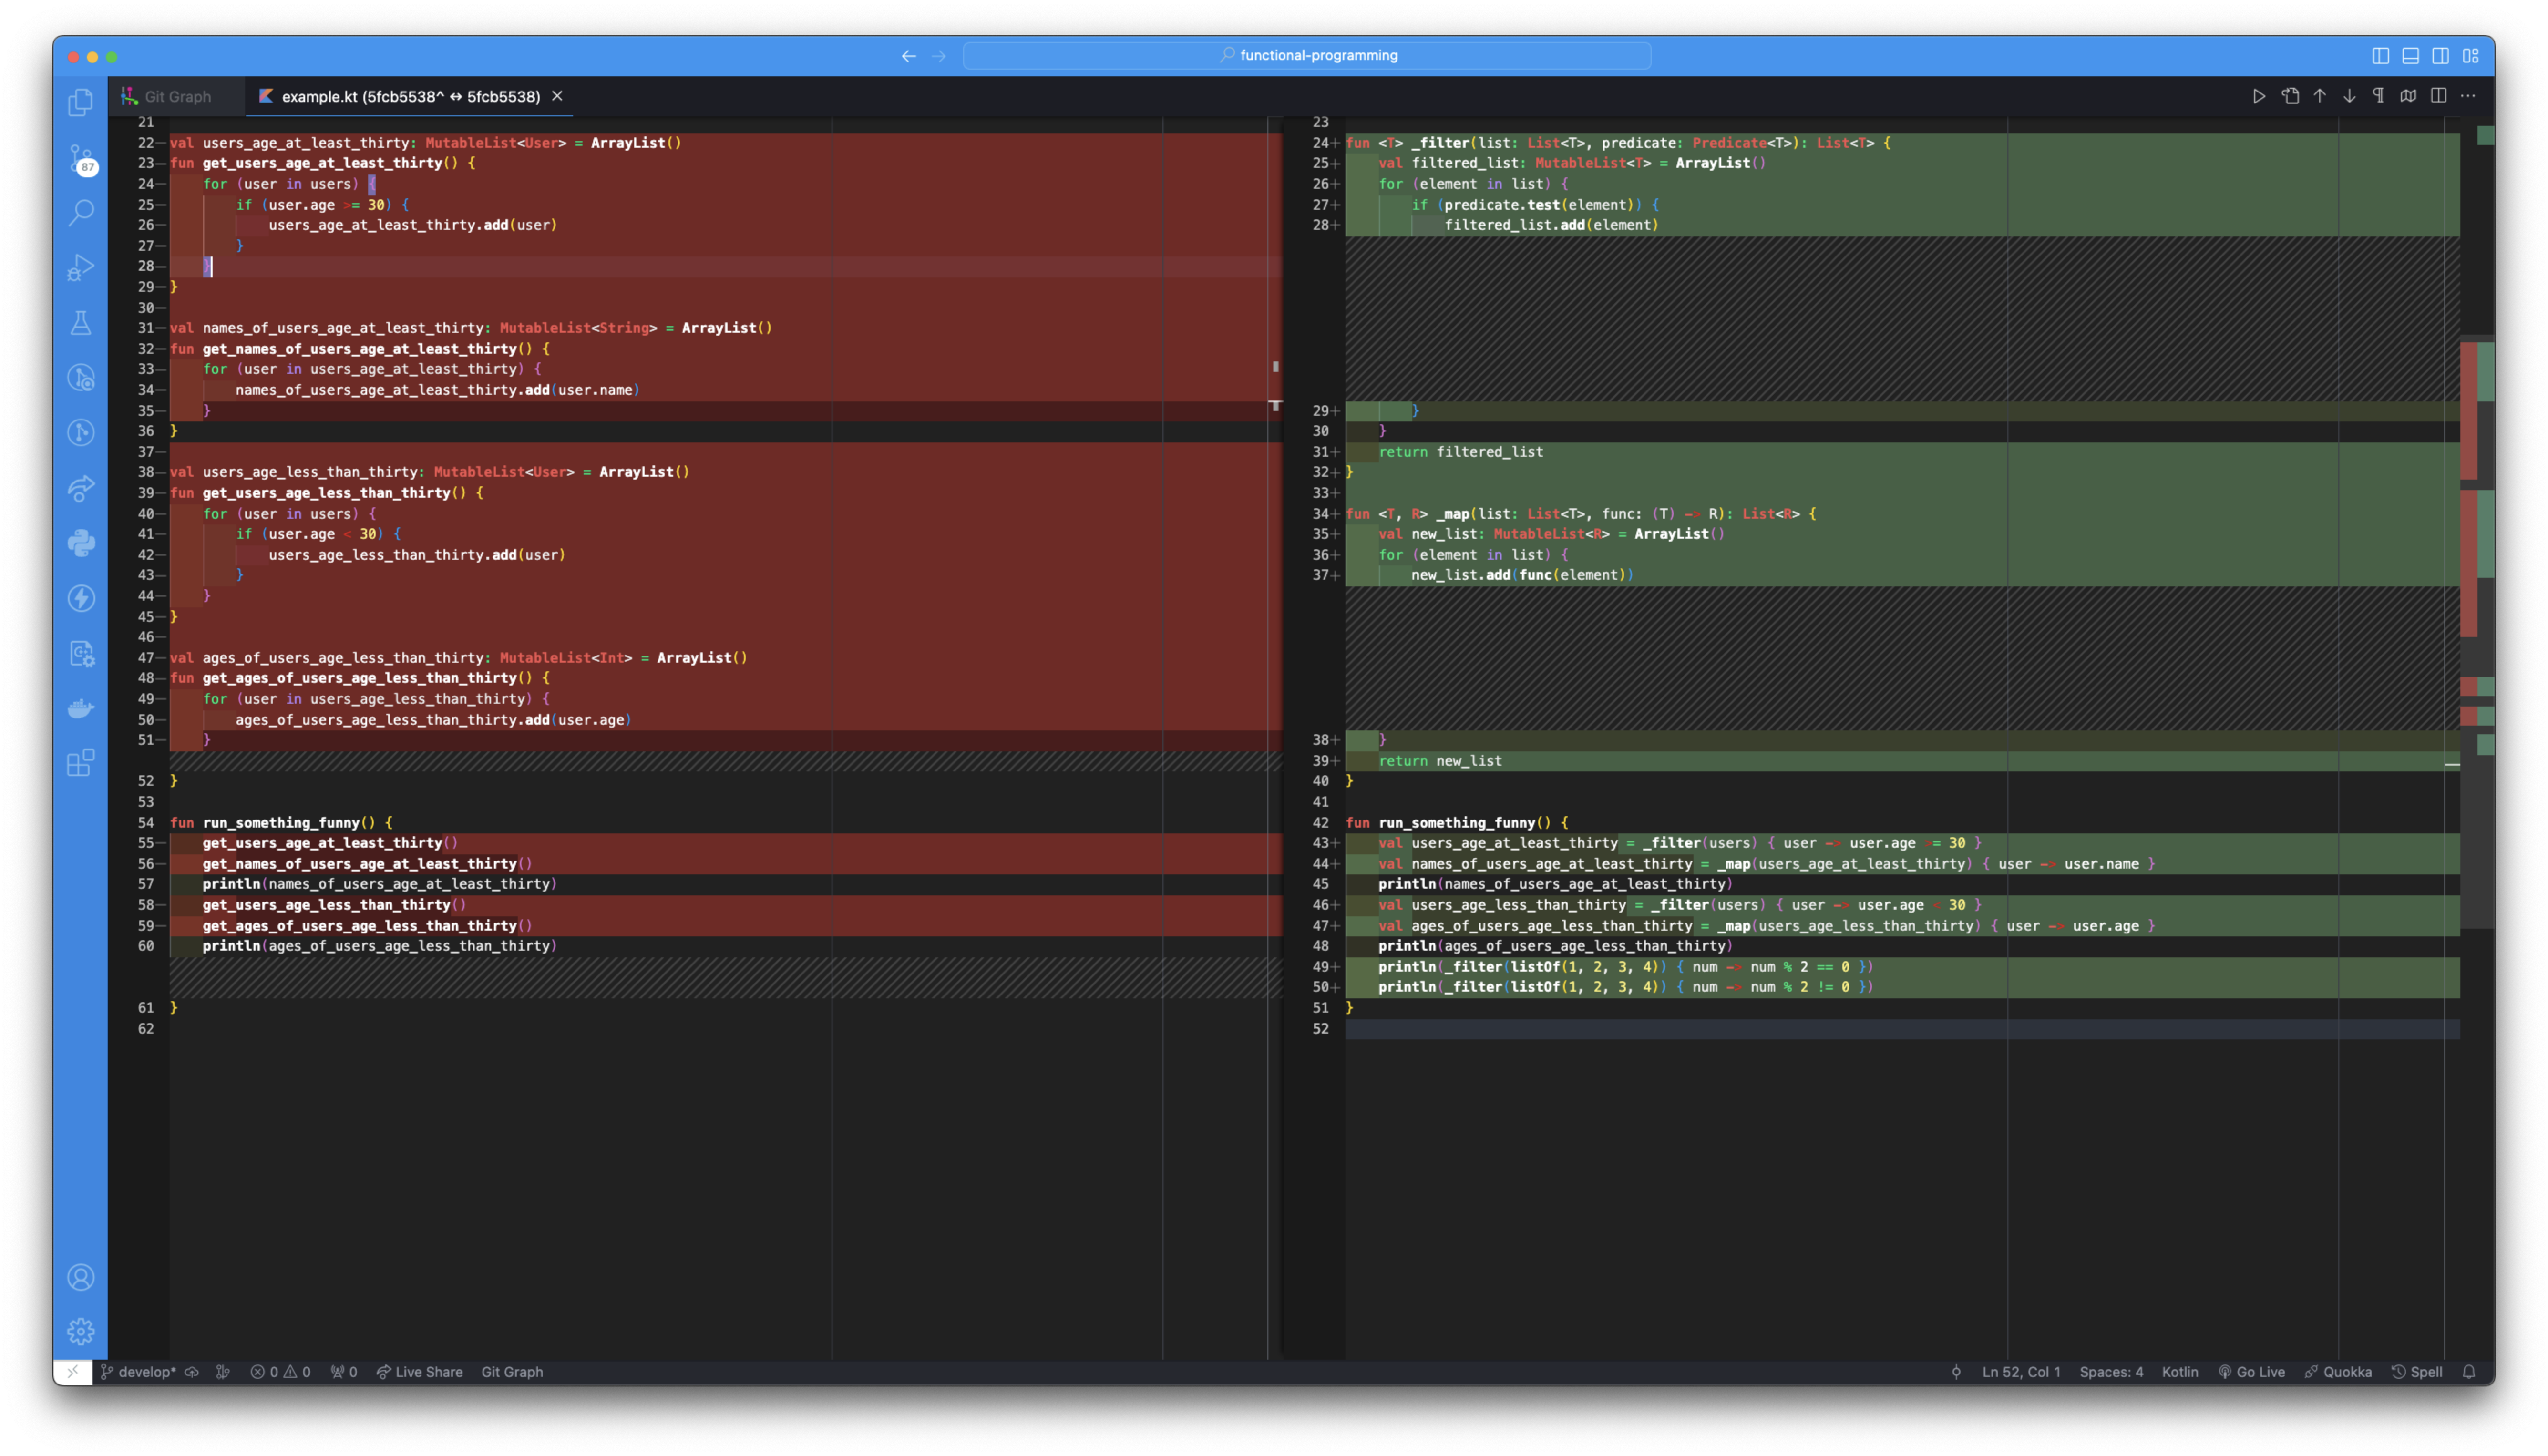 functional-programming
Git Graph
example.kt (5fcb5538^ ↔ 5fcb5538)
87
21
22— val users_age_at_least_thirty: MutableList<User> = ArrayList()
23— fun get_users_age_at_least_thirty() {
24— for (user in users) {
25— if (user.age >= 30) {
26— users_age_at_least_thirty.add(user)
27— }
28— }
29— }
30—
31— val names_of_users_age_at_least_thirty: MutableList<String> = ArrayList()
32— fun get_names_of_users_age_at_least_thirty() {
33— for (user in users_age_at_least_thirty) {
34— names_of_users_age_at_least_thirty.add(user.name)
35— }
36 }
37—
38— val users_age_less_than_thirty: MutableList<User> = ArrayList()
39— fun get_users_age_less_than_thirty() {
40— for (user in users) {
41— if (user.age < 30) {
42— users_age_less_than_thirty.add(user)
43— }
44— }
45— }
46—
47— val ages_of_users_age_less_than_thirty: MutableList<Int> = ArrayList()
48— fun get_ages_of_users_age_less_than_thirty() {
49— for (user in users_age_less_than_thirty) {
50— ages_of_users_age_less_than_thirty.add(user.age)
51— }
52 }
53
54 fun run_something_funny() {
55— get_users_age_at_least_thirty()
56— get_names_of_users_age_at_least_thirty()
57 println(names_of_users_age_at_least_thirty)
58— get_users_age_less_than_thirty()
59— get_ages_of_users_age_less_than_thirty()
60 println(ages_of_users_age_less_than_thirty)
61 }
62
23
24+ fun <T> _filter(list: List<T>, predicate: Predicate<T>): List<T> {
25+ val filtered_list: MutableList<T> = ArrayList()
26+ for (element in list) {
27+ if (predicate.test(element)) {
28+ filtered_list.add(element)
29+ }
30 }
31+ return filtered_list
32+ }
33+
34+ fun <T, R> _map(list: List<T>, func: (T) -> R): List<R> {
35+ val new_list: MutableList<R> = ArrayList()
36+ for (element in list) {
37+ new_list.add(func(element))
38+ }
39+ return new_list
40 }
41
42 fun run_something_funny() {
43+ val users_age_at_least_thirty = _filter(users) { user -> user.age >= 30 }
44+ val names_of_users_age_at_least_thirty = _map(users_age_at_least_thirty) { user -> user.name }
45 println(names_of_users_age_at_least_thirty)
46+ val users_age_less_than_thirty = _filter(users) { user -> user.age < 30 }
47+ val ages_of_users_age_less_than_thirty = _map(users_age_less_than_thirty) { user -> user.age }
48 println(ages_of_users_age_less_than_thirty)
49+ println(_filter(listOf(1, 2, 3, 4)) { num -> num % 2 == 0 })
50+ println(_filter(listOf(1, 2, 3, 4)) { num -> num % 2 != 0 })
51 }
52
develop* 0 0 0 Live Share Git Graph Ln 52, Col 1 Spaces: 4 Kotlin Go Live Quokka Spell